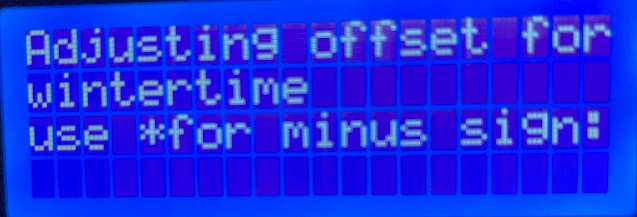 Adjusting offset for
wintertime
use *for minus sign: